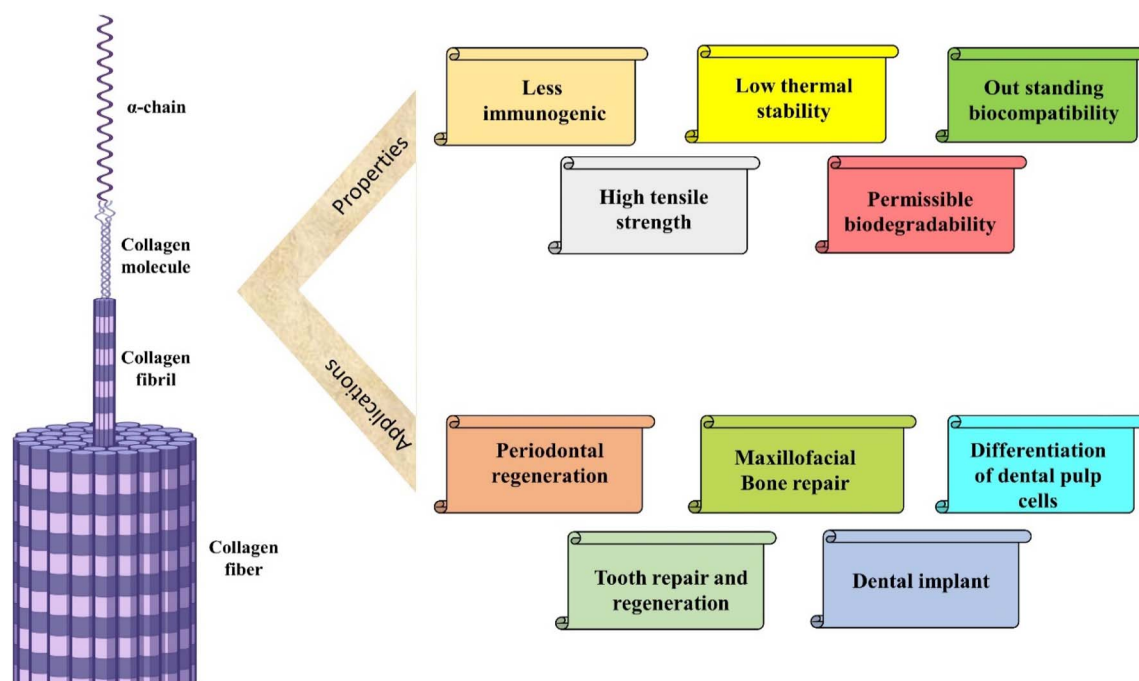 α-chain
Collagen
molecule
Collagen
fibril
Collagen
fiber
Properties
Less
immunogenic
Low thermal
stability
Out standing
biocompatibility
High tensile
strength
Permissible
biodegradability
Applications
Periodontal
regeneration
Maxillofacial
Bone repair
Differentiation
of dental pulp
cells
Tooth repair and
regeneration
Dental implant